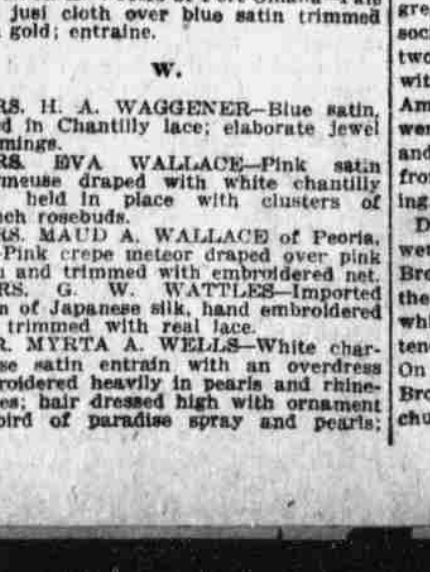 jusi cloth over blue satin trimmed
gold; entraine.
W.
RS. H. A. WAGGENER—Blue satin,
d in Chantilly lace; elaborate jewel
mings.
RS. EVA WALLACE—Pink satin
meuse draped with white chantilly
held in place with clusters of
ch rosebuds.
RS. MAUD A. WALLACE of Peoria,
Pink crepe meteor draped over pink
and trimmed with embroidered net.
RS. G. W. WATTLES—Imported
n of Japanese silk, hand embroidered
trimmed with real lace.
R. MYRTA A. WELLS—White char-
se satin entrain with an overdress
roidered heavily in pearls and rhine-
es; hair dressed high with ornament
bird of paradise spray and pearls;
gre
soci
two
wit
Am
wer
and
fro
ing
D
wer
Bro
the
whi
tend
On
Bro
chu